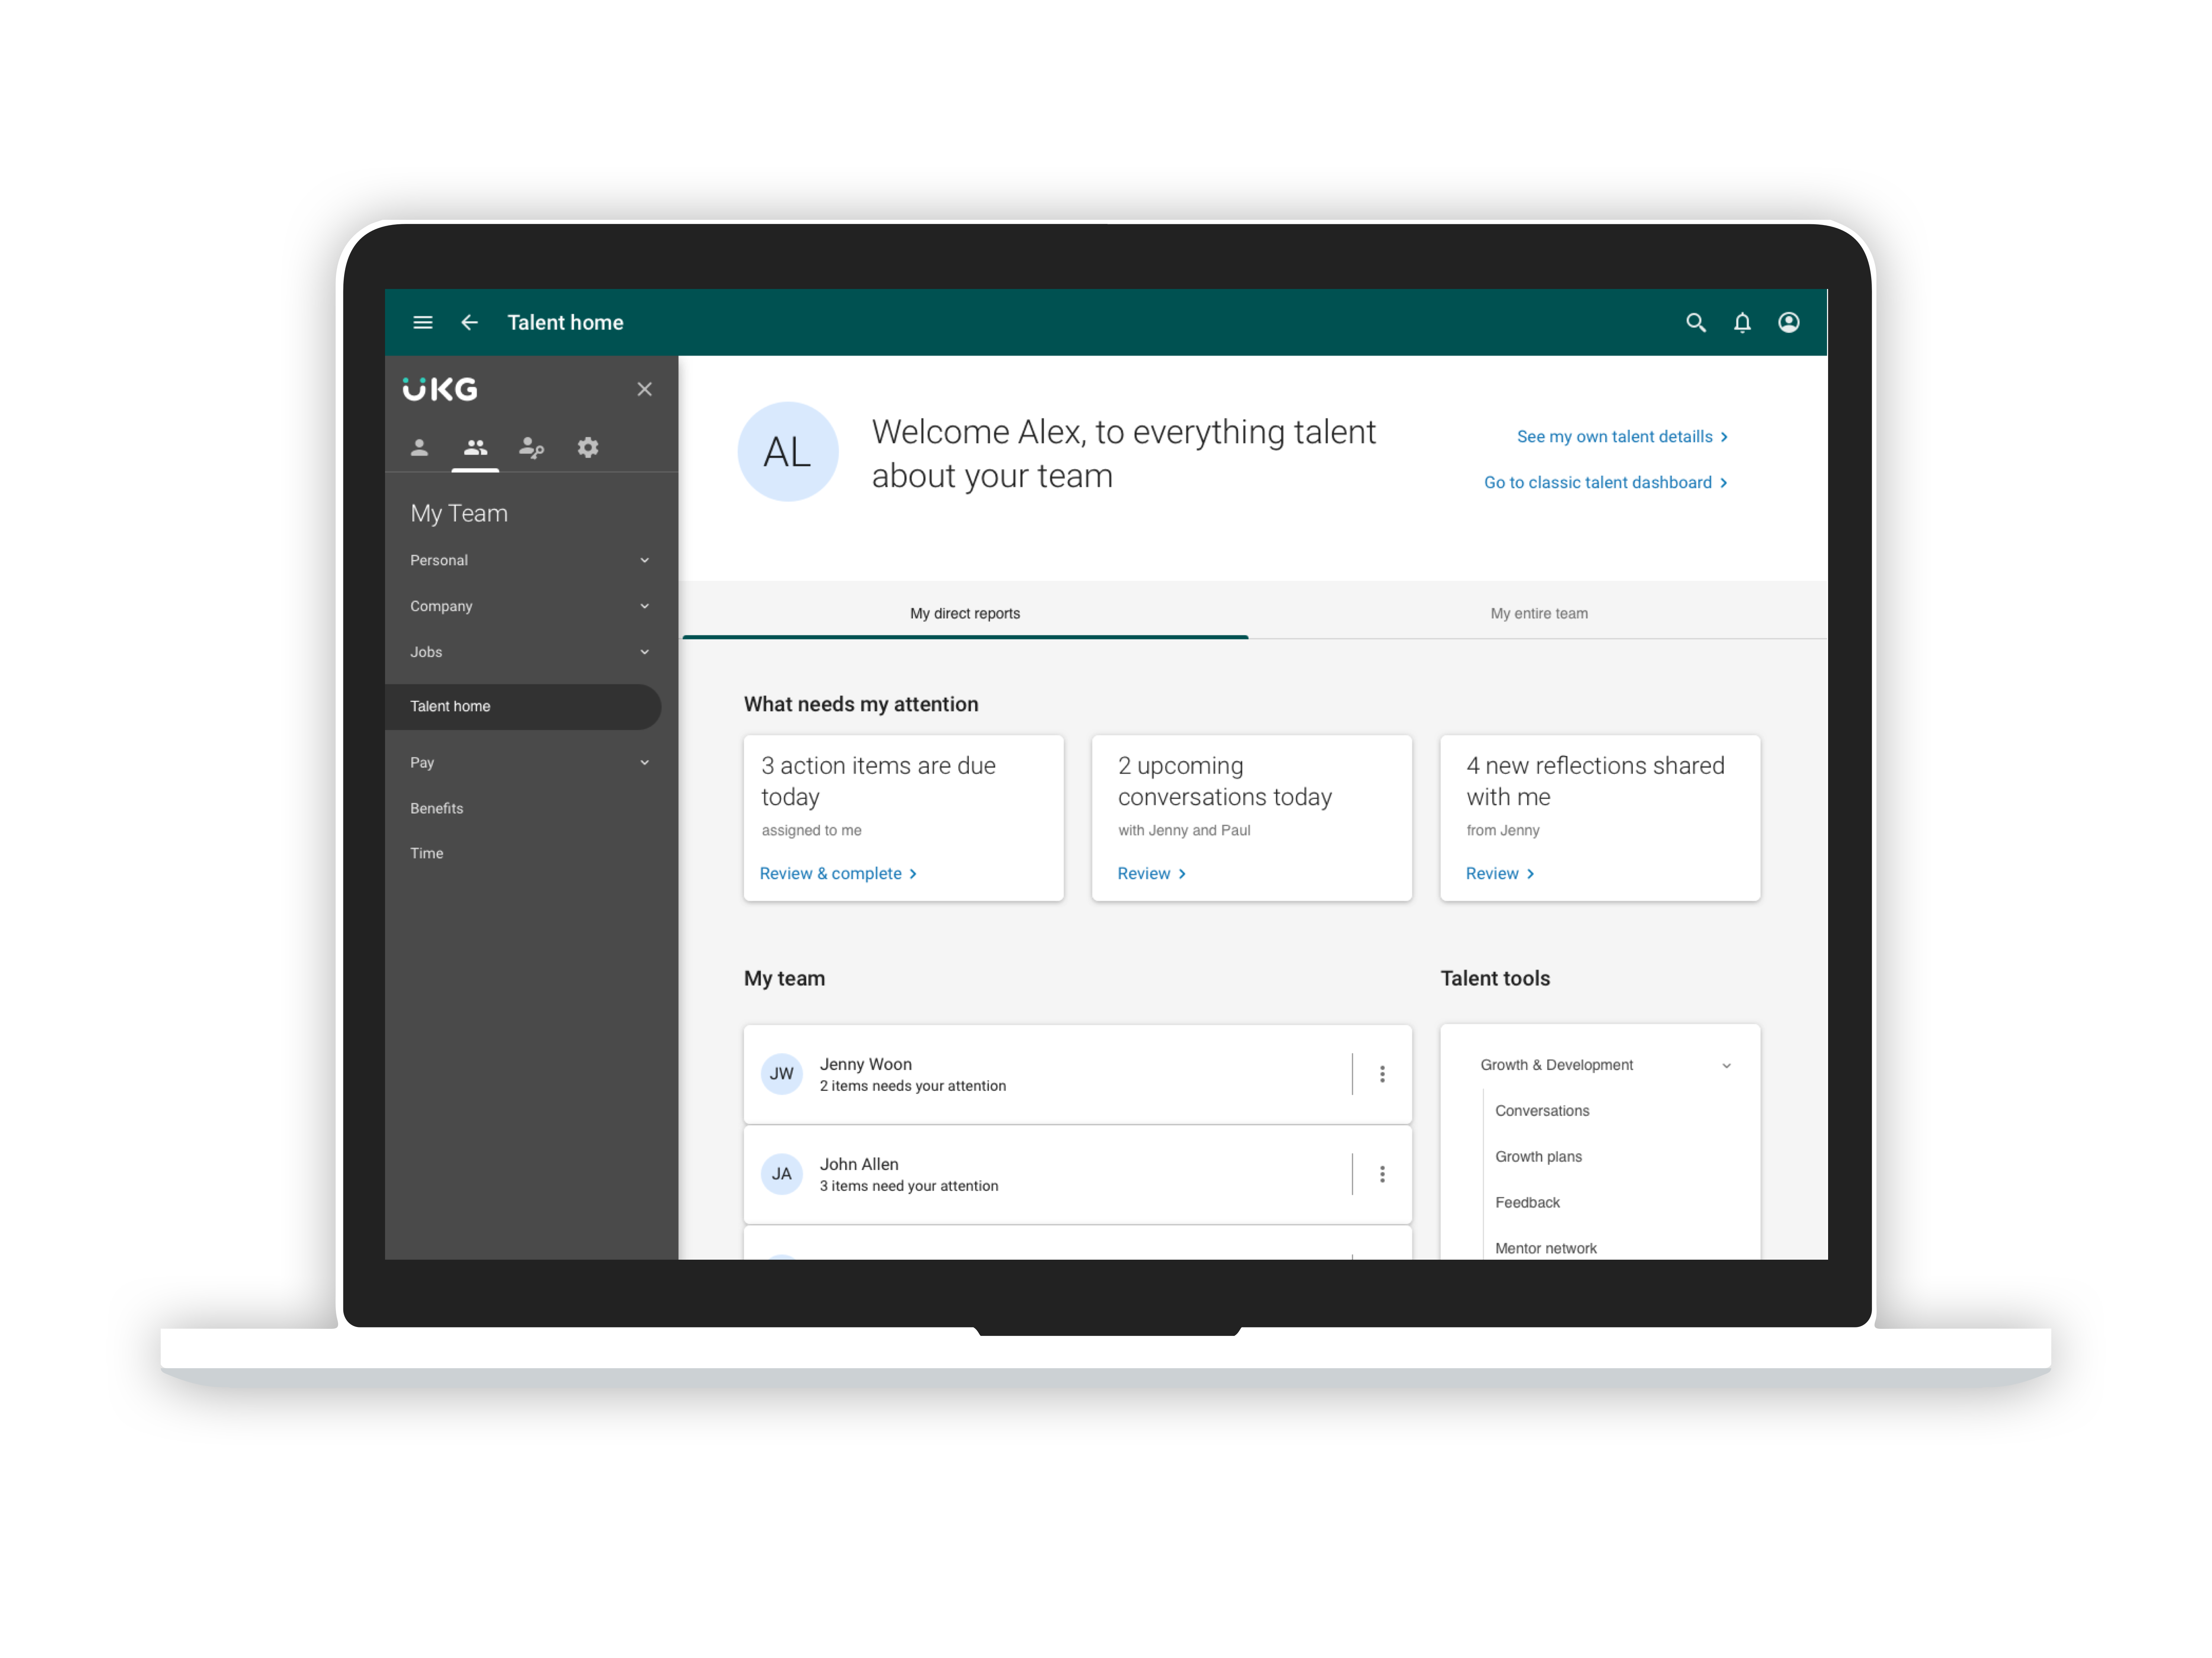 Talent home
UKG
My Team
Personal
Company
Jobs
Talent home
Pay
Benefits
Time
AL
Welcome Alex, to everything talent
about your team
See my own talent detaills
Go to classic talent dashboard
My direct reports
My entire team
What needs my attention
3 action items are due
today
assigned to me
Review & complete
2 upcoming
conversations today
with Jenny and Paul
Review
4 new reflections shared
with me
from Jenny
Review
My team
JW
Jenny Woon
2 items needs your attention
JA
John Allen
3 items need your attention
Talent tools
Growth & Development
Conversations
Growth plans
Feedback
Mentor network